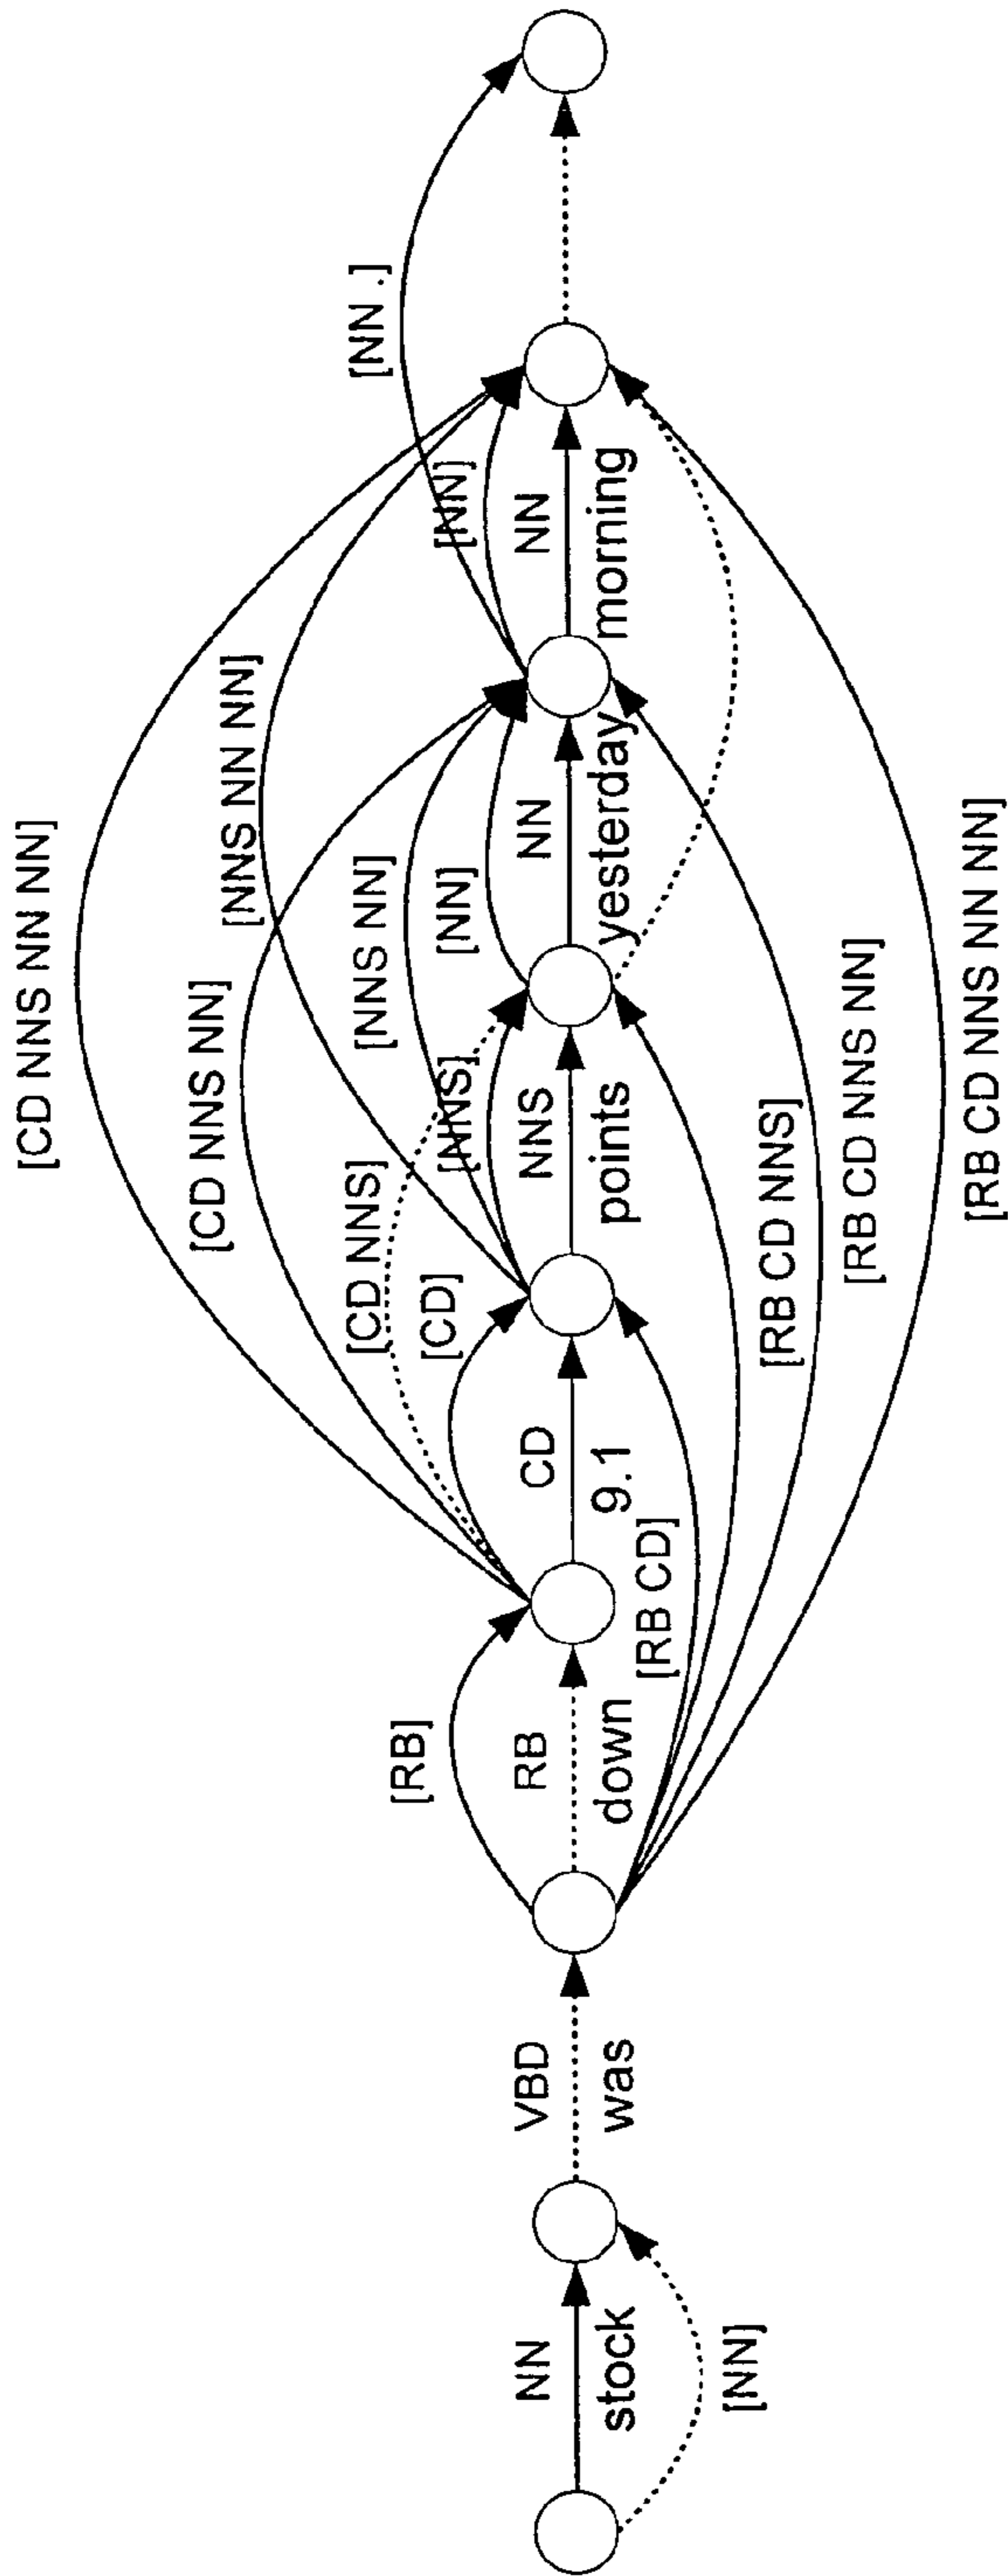 [CD NNS NN NN]
[NNS NN NN]
[CD NNS NN]
[NN .]
[NNS NN]
[CD NNS]
[RB]
[CD]
[NNS]
[NN]
[NN]
NN
VBD
RB
CD
NNS
NN
NN
stock
was
down
9.1
points
yesterday
morning
[NN]
[RB CD]
[RB CD NNS]
[RB CD NNS NN]
[RB CD NNS NN NN]